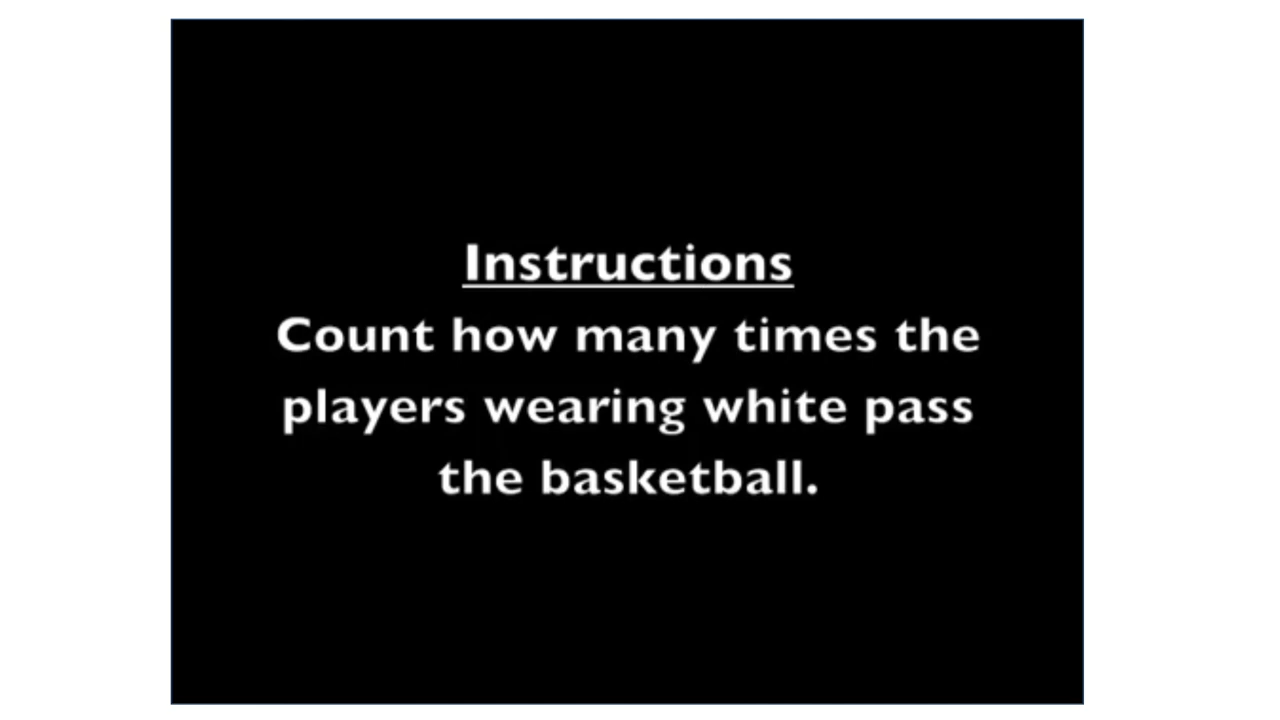 Instructions
Count how many times the
players wearing white pass
the basketball.